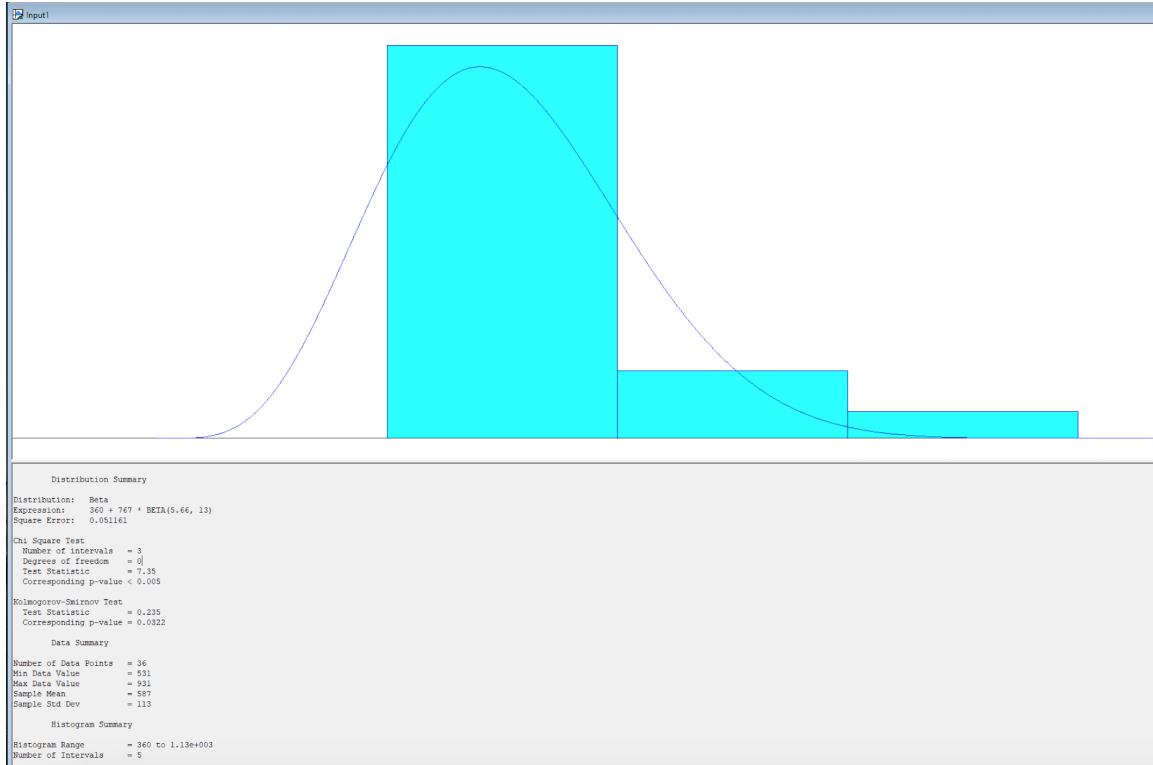 Input1
Distribution Summary
Distribution: Beta
Expression: 360 + 767 * BETA(5.66, 13)
Square Error: 0.051161
Chi Square Test
Number of intervals = 3
Degrees of freedom = 0
Test Statistic = 7.35
Corresponding p-value < 0.005
Kolmogorov-Smirnov Test
Test Statistic = 0.235
Corresponding p-value = 0.0322
Data Summary
Number of Data Points = 36
Min Data Value = 531
Max Data Value = 931
Sample Mean = 587
Sample Std Dev = 113
Histogram Summary
Histogram Range = 360 to 1.13e+003
Number of Intervals = 5